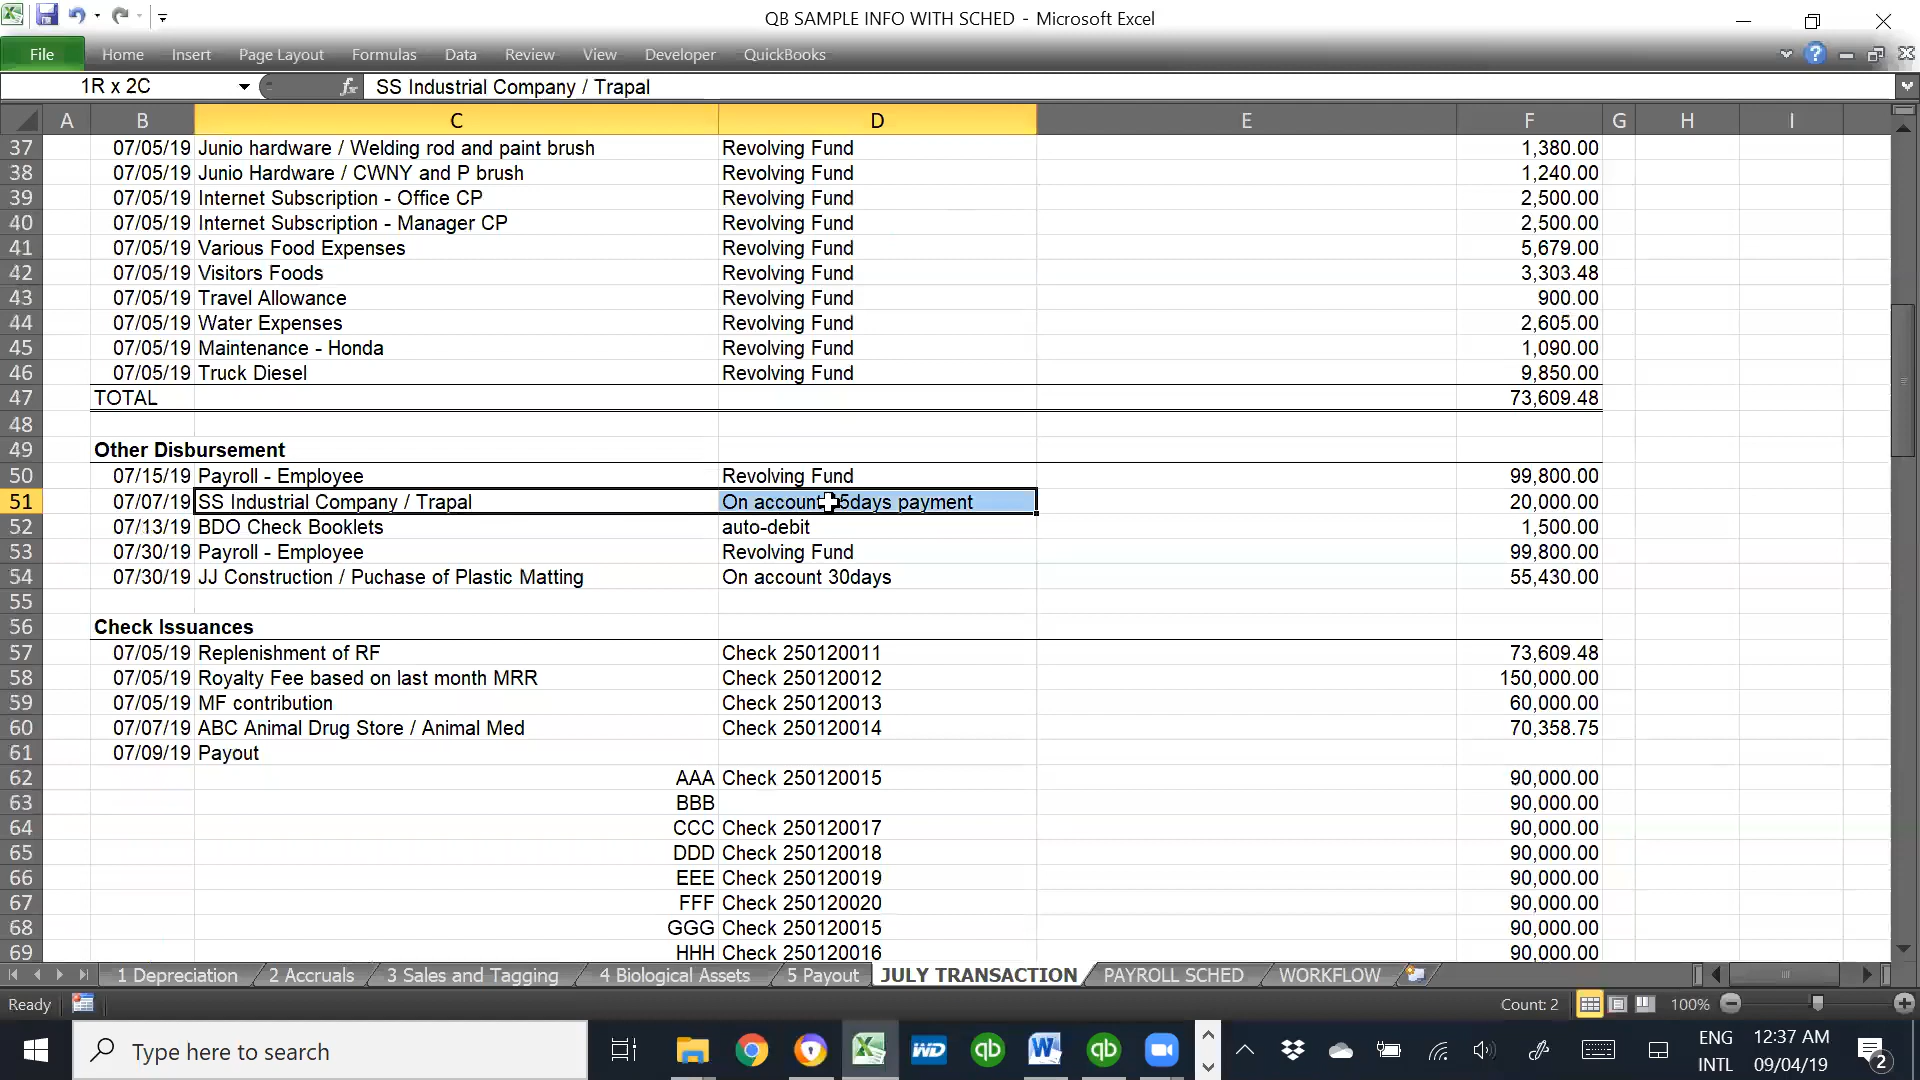 QB SAMPLE INFO WITH SCHED - Microsoft Excel
File Home Insert Page Layout Formulas Data Review View Developer QuickBooks
1R x 2C fx SS Industrial Company / Trapal
A B C D E F G H I
37 07/05/19 Junio hardware / Welding rod and paint brush Revolving Fund 1,380.00
38 07/05/19 Junio Hardware / CWNY and P brush Revolving Fund 1,240.00
39 07/05/19 Internet Subscription - Office CP Revolving Fund 2,500.00
40 07/05/19 Internet Subscription - Manager CP Revolving Fund 2,500.00
41 07/05/19 Various Food Expenses Revolving Fund 5,679.00
42 07/05/19 Visitors Foods Revolving Fund 3,303.48
43 07/05/19 Travel Allowance Revolving Fund 900.00
44 07/05/19 Water Expenses Revolving Fund 2,605.00
45 07/05/19 Maintenance - Honda Revolving Fund 1,090.00
46 07/05/19 Truck Diesel Revolving Fund 9,850.00
47 TOTAL 73,609.48
48
49 Other Disbursement
50 07/15/19 Payroll - Employee Revolving Fund 99,800.00
51 07/07/19 SS Industrial Company / Trapal On account 5days payment 20,000.00
52 07/13/19 BDO Check Booklets auto-debit 1,500.00
53 07/30/19 Payroll - Employee Revolving Fund 99,800.00
54 07/30/19 JJ Construction / Puchase of Plastic Matting On account 30days 55,430.00
55
56 Check Issuances
57 07/05/19 Replenishment of RF Check 250120011 73,609.48
58 07/05/19 Royalty Fee based on last month MRR Check 250120012 150,000.00
59 07/05/19 MF contribution Check 250120013 60,000.00
60 07/07/19 ABC Animal Drug Store / Animal Med Check 250120014 70,358.75
61 07/09/19 Payout
62 AAA Check 250120015 90,000.00
63 BBB 90,000.00
64 CCC Check 250120017 90,000.00
65 DDD Check 250120018 90,000.00
66 EEE Check 250120019 90,000.00
67 FFF Check 250120020 90,000.00
68 GGG Check 250120015 90,000.00
69 HHH Check 250120016 90,000.00
1 Depreciation 2 Accruals 3 Sales and Tagging 4 Biological Assets 5 Payout JULY TRANSACTION PAYROLL SCHED WORKFLOW
Ready Count: 2 100%
Type here to search WD qb W qb ENG 12:37 AM
INTL 09/04/19 2